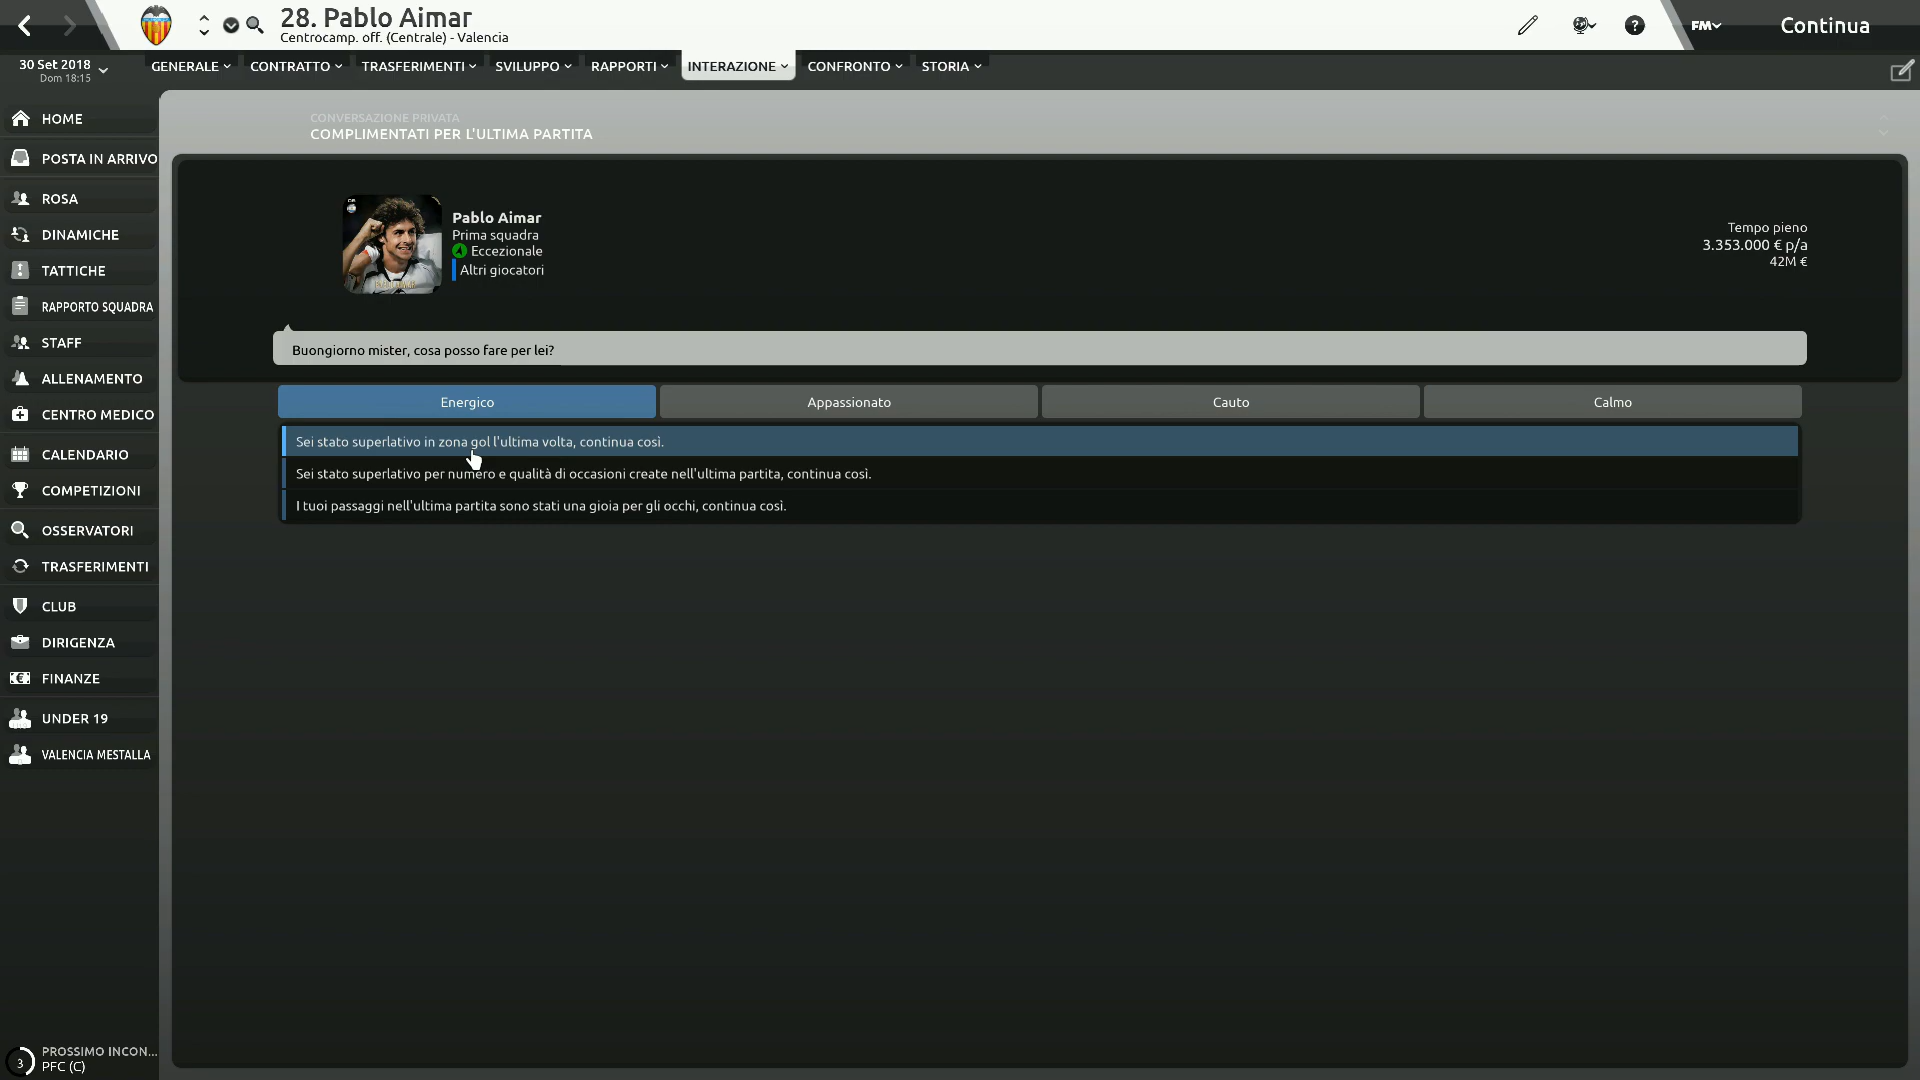 28. Pablo Aimar
Centrocamp. off. (Centrale) - Valencia
FM
Continua
30 Set 2018
Dom 18:15
GENERALE
CONTRATTO
TRASFERIMENTI
SVILUPPO
RAPPORTI
INTERAZIONE
CONFRONTO
STORIA
HOME
POSTA IN ARRIVO
ROSA
DINAMICHE
TATTICHE
RAPPORTO SQUADRA
STAFF
ALLENAMENTO
CENTRO MEDICO
CALENDARIO
COMPETIZIONI
OSSERVATORI
TRASFERIMENTI
CLUB
DIRIGENZA
FINANZE
UNDER 19
VALENCIA MESTALLA
3
PROSSIMO INCON...
PFC (C)
CONVERSAZIONE PRIVATA
COMPLIMENTATI PER L'ULTIMA PARTITA
Pablo Aimar
Prima squadra
Eccezionale
Altri giocatori
Tempo pieno
3.353.000 € p/a
42M €
Buongiorno mister, cosa posso fare per lei?
Energico
Appassionato
Cauto
Calmo
Sei stato superlativo in zona gol l'ultima volta, continua così.
Sei stato superlativo per numero e qualità di occasioni create nell'ultima partita, continua così.
I tuoi passaggi nell'ultima partita sono stati una gioia per gli occhi, continua così.